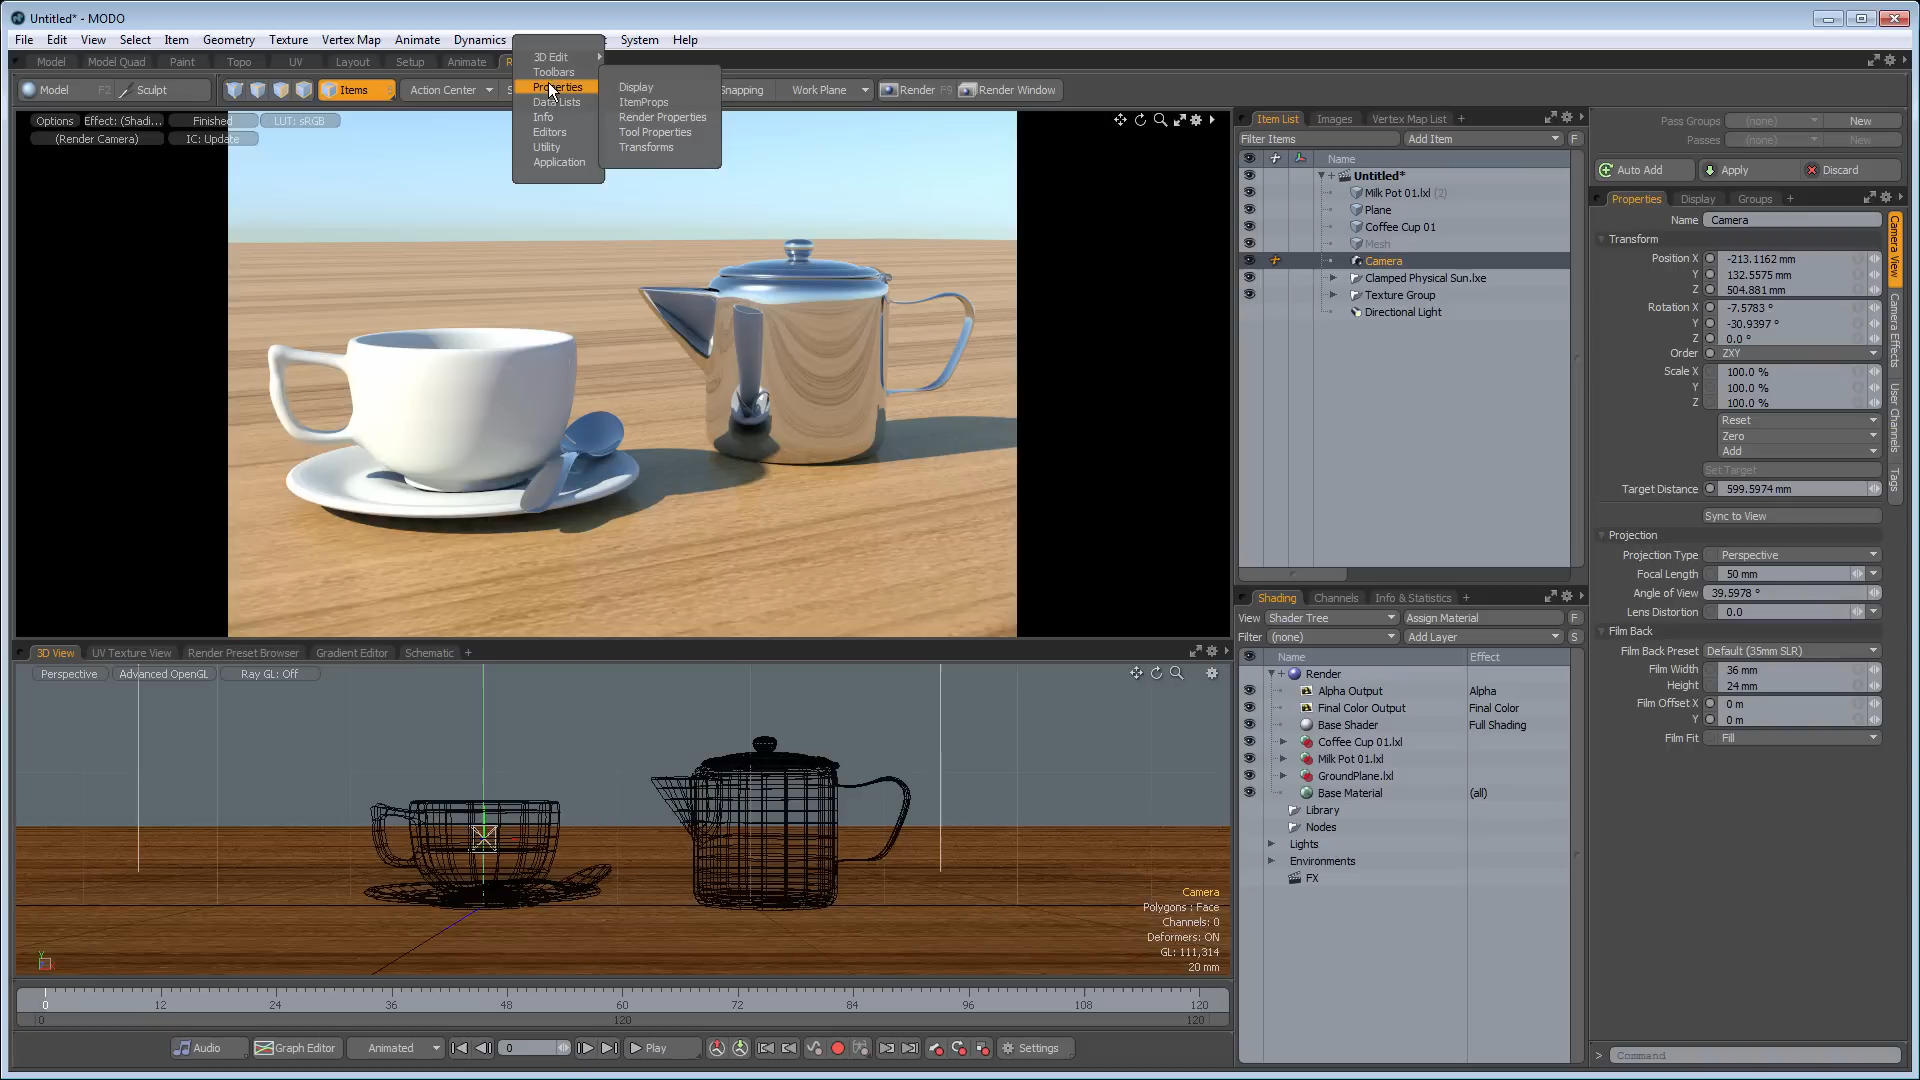 Untitled* - MODO
File Edit View Select Item Geometry Texture Vertex Map Animate Dynamics System Help
Model Model Quad Paint Topo UV Layout Setup Animate
Model F2 Sculpt Items Action Center Snapping Work Plane Render F9 Render Window
3D Edit
Toolbars
Properties
Data Lists
Info
Editors
Utility
Application
Display
ItemProps
Render Properties
Tool Properties
Transforms
Options Effect: (Shadi... Finished LUT: sRGB
(Render Camera) IC: Update
Item List Images Vertex Map List +
Filter Items Add Item F
Name
Untitled*
Milk Pot 01.lxl (2)
Plane
Coffee Cup 01
Mesh
Camera
Clamped Physical Sun.lxe
Texture Group
Directional Light
Shading Channels Info & Statistics +
View Shader Tree Assign Material F
Filter (none) Add Layer S
Name Effect
Render
Alpha Output Alpha
Final Color Output Final Color
Base Shader Full Shading
Coffee Cup 01.lxl
Milk Pot 01.lxl
GroundPlane.lxl
Base Material (all)
Library
Nodes
Lights
Environments
FX
Pass Groups (none) New
Passes (none) New
Auto Add Apply Discard
Properties Display Groups +
Name Camera
Transform
Position X -213.1162 mm
Y 132.5575 mm
Z 504.881 mm
Rotation X -7.5783 °
Y -30.9397 °
Z 0.0 °
Order ZXY
Scale X 100.0 %
Y 100.0 %
Z 100.0 %
Reset
Zero
Add
Set Target
Target Distance 599.5974 mm
Sync to View
Projection
Projection Type Perspective
Focal Length 50 mm
Angle of View 39.5978 °
Lens Distortion 0.0
Film Back
Film Back Preset Default (35mm SLR)
Film Width 36 mm
Height 24 mm
Film Offset X 0 m
Y 0 m
Film Fit Fill
Camera View
Camera Effects
User Channels
Tags
3D View UV Texture View Render Preset Browser Gradient Editor Schematic +
Perspective Advanced OpenGL Ray GL: Off
Camera
Polygons : Face
Channels: 0
Deformers: ON
GL: 111,314
20 mm
Y
0 12 24 36 48 60 72 84 96 108 120
0 120 120
Audio Graph Editor Animated 0 Play Settings
> Command